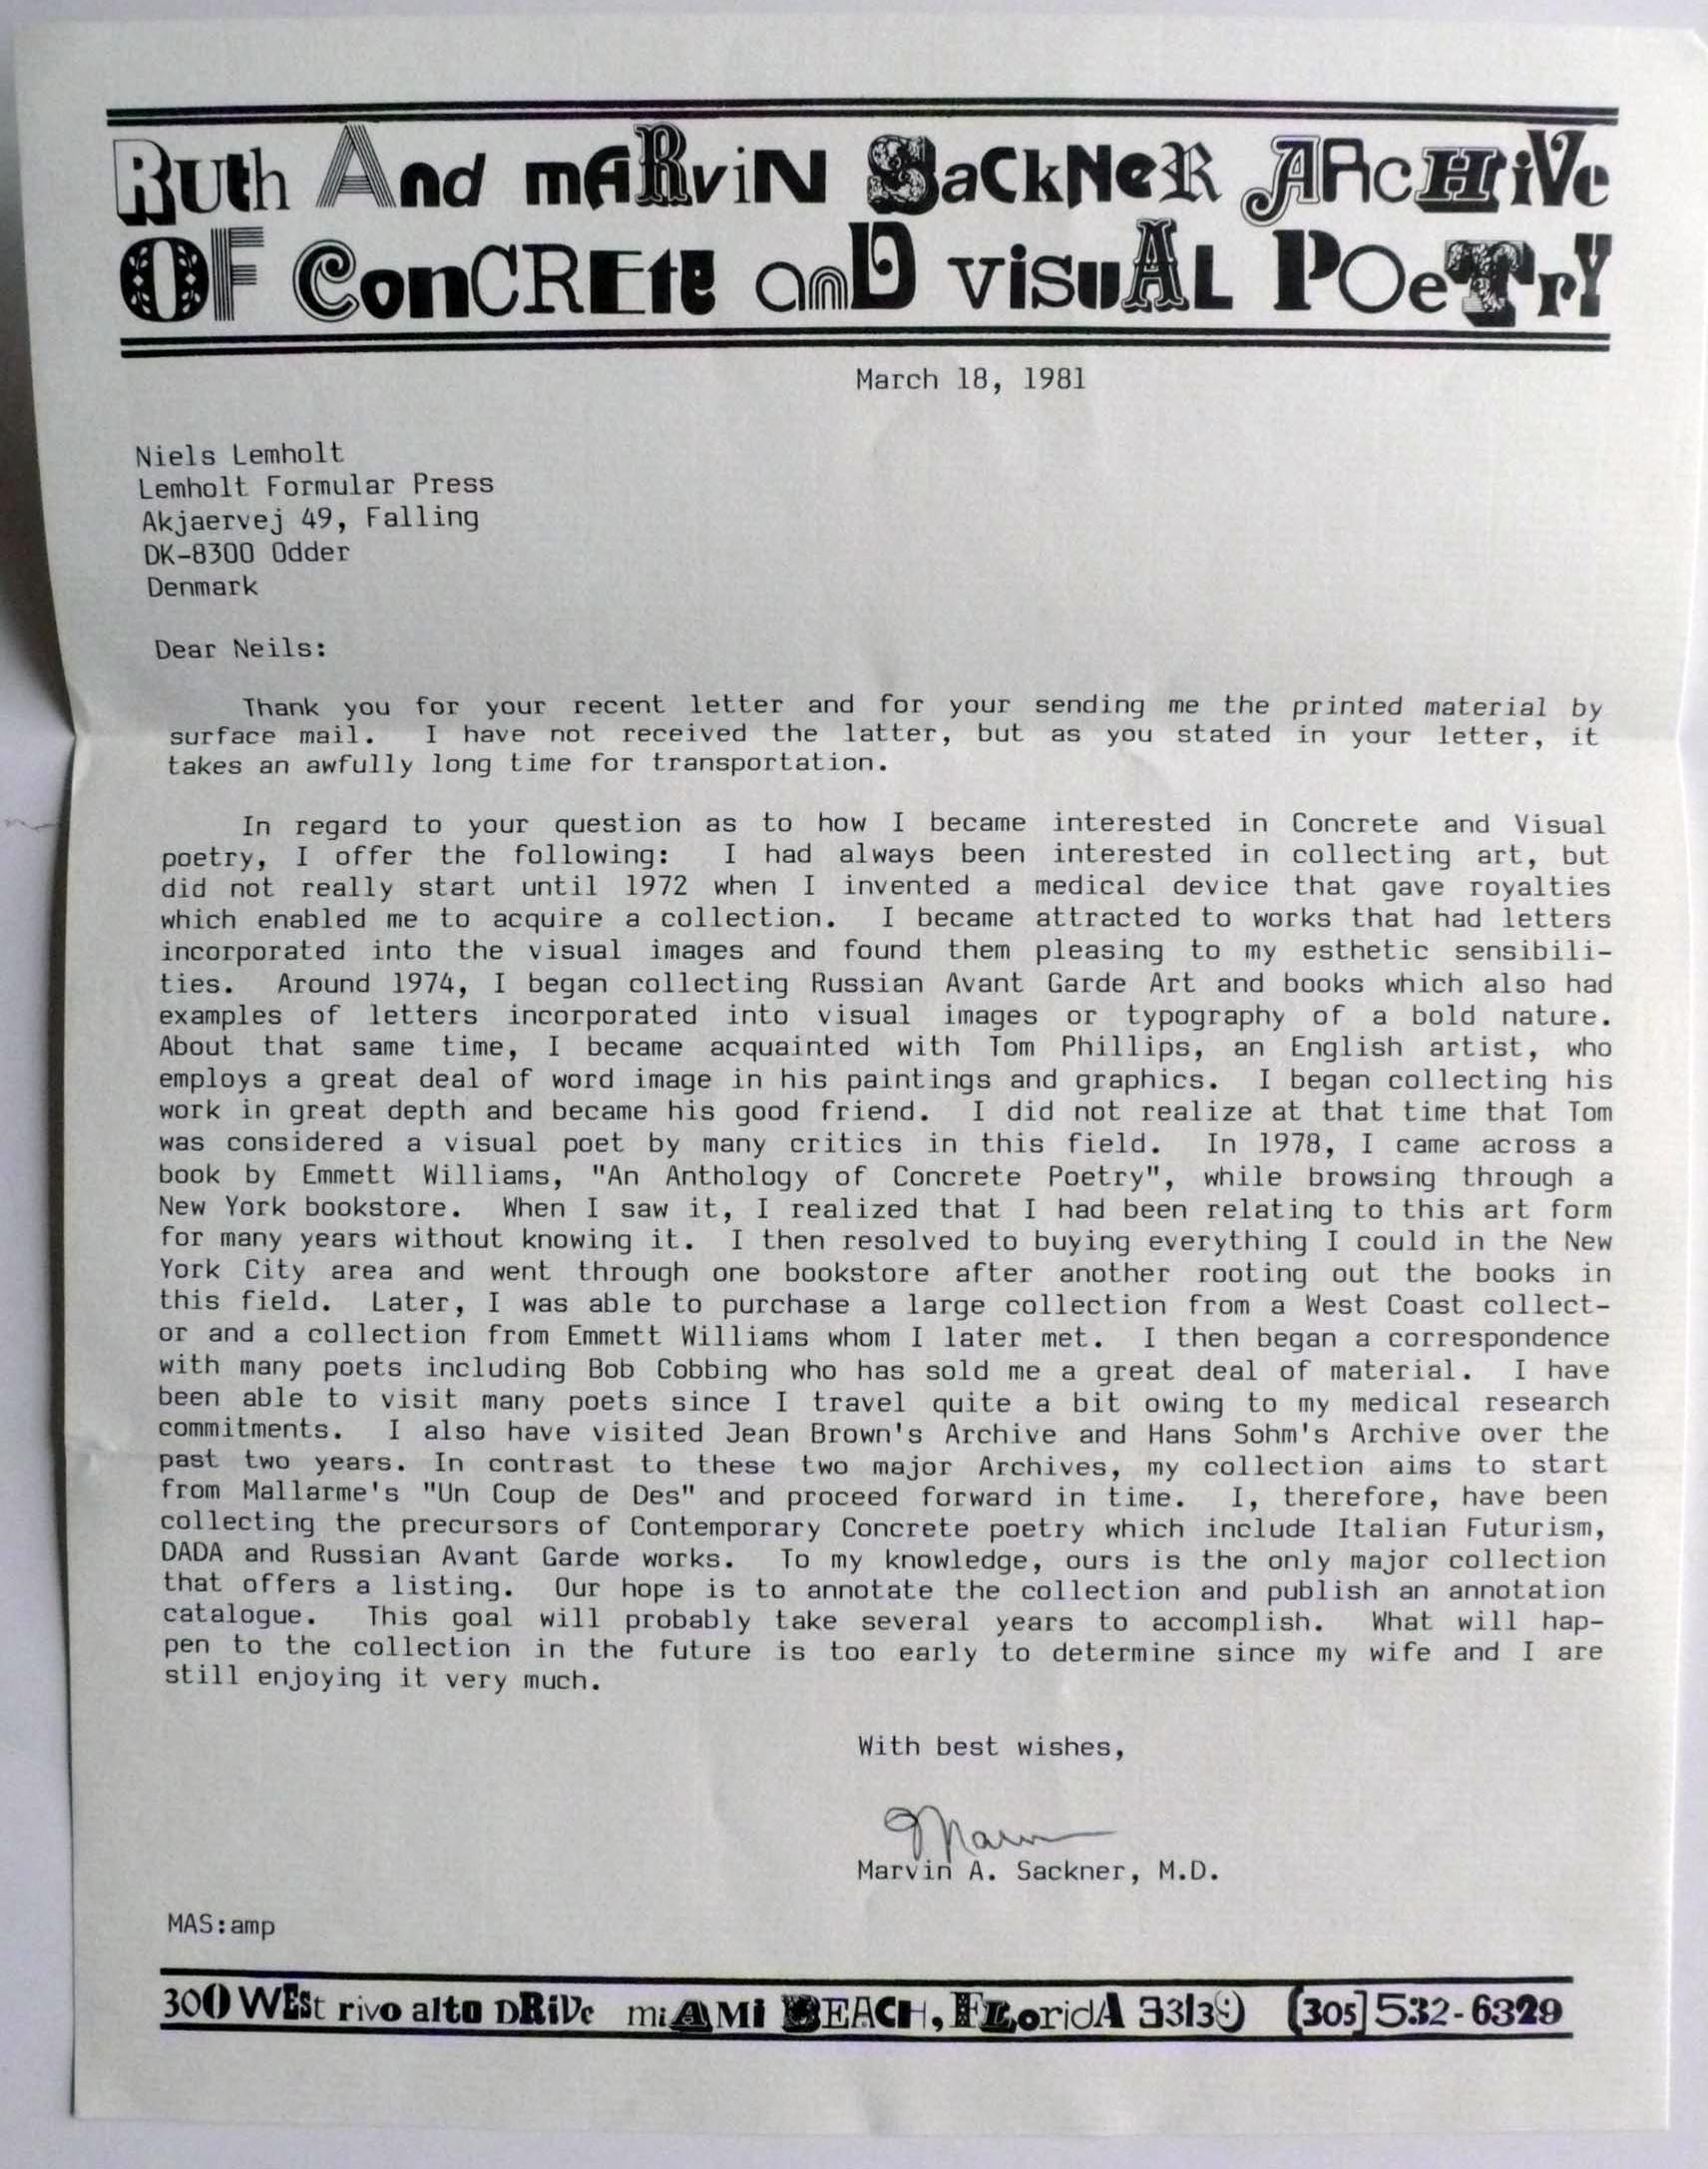 Ruth And mARviN SaCkNeR ARcHiVe
OF ConCREtE anD visuAL POeTrY
March 18, 1981
Niels Lemholt
Lemholt Formular Press
Akjaervej 49, Falling
DK-8300 Odder
Denmark
Dear Neils:
Thank you for your recent letter and for your sending me the printed material by
surface mail. I have not received the latter, but as you stated in your letter, it
takes an awfully long time for transportation.
In regard to your question as to how I became interested in Concrete and Visual
poetry, I offer the following: I had always been interested in collecting art, but
did not really start until 1972 when I invented a medical device that gave royalties
which enabled me to acquire a collection. I became attracted to works that had letters
incorporated into the visual images and found them pleasing to my esthetic sensibili-
ties. Around 1974, I began collecting Russian Avant Garde Art and books which also had
examples of letters incorporated into visual images or typography of a bold nature.
About that same time, I became acquainted with Tom Phillips, an English artist, who
employs a great deal of word image in his paintings and graphics. I began collecting his
work in great depth and became his good friend. I did not realize at that time that Tom
was considered a visual poet by many critics in this field. In 1978, I came across a
book by Emmett Williams, "An Anthology of Concrete Poetry", while browsing through a
New York bookstore. When I saw it, I realized that I had been relating to this art form
for many years without knowing it. I then resolved to buying everything I could in the New
York City area and went through one bookstore after another rooting out the books in
this field. Later, I was able to purchase a large collection from a West Coast collect-
or and a collection from Emmett Williams whom I later met. I then began a correspondence
with many poets including Bob Cobbing who has sold me a great deal of material. I have
been able to visit many poets since I travel quite a bit owing to my medical research
commitments. I also have visited Jean Brown's Archive and Hans Sohm's Archive over the
past two years. In contrast to these two major Archives, my collection aims to start
from Mallarme's "Un Coup de Des" and proceed forward in time. I, therefore, have been
collecting the precursors of Contemporary Concrete poetry which include Italian Futurism,
DADA and Russian Avant Garde works. To my knowledge, ours is the only major collection
that offers a listing. Our hope is to annotate the collection and publish an annotation
catalogue. This goal will probably take several years to accomplish. What will hap-
pen to the collection in the future is too early to determine since my wife and I are
still enjoying it very much.
With best wishes,
Marv
Marvin A. Sackner, M.D.
MAS:amp
300 WEst rivo alto DRiVe miAMi BEACH, FLoridA 33139 (305) 532-6329